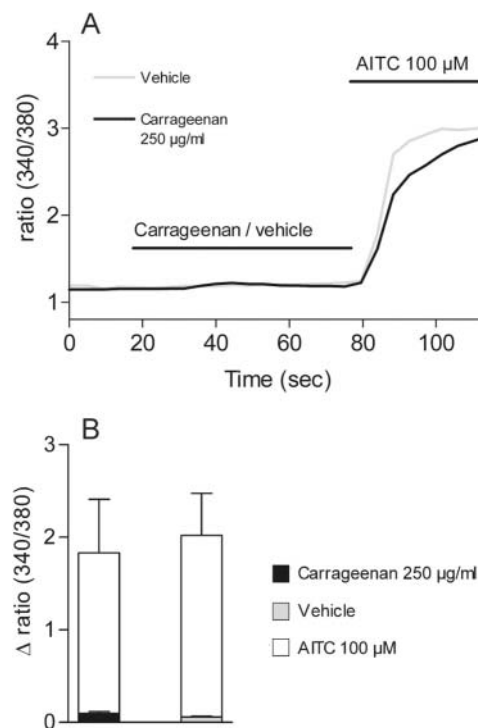 A
4
3
2
1
ratio (340/380)
Vehicle
Carrageenan
250 µg/ml
AITC 100 µM
Carrageenan / vehicle
0
20
40
60
80
100
Time (sec)
B
3
2
1
0
Δ ratio (340/380)
Carrageenan 250 µg/ml
Vehicle
AITC 100 µM